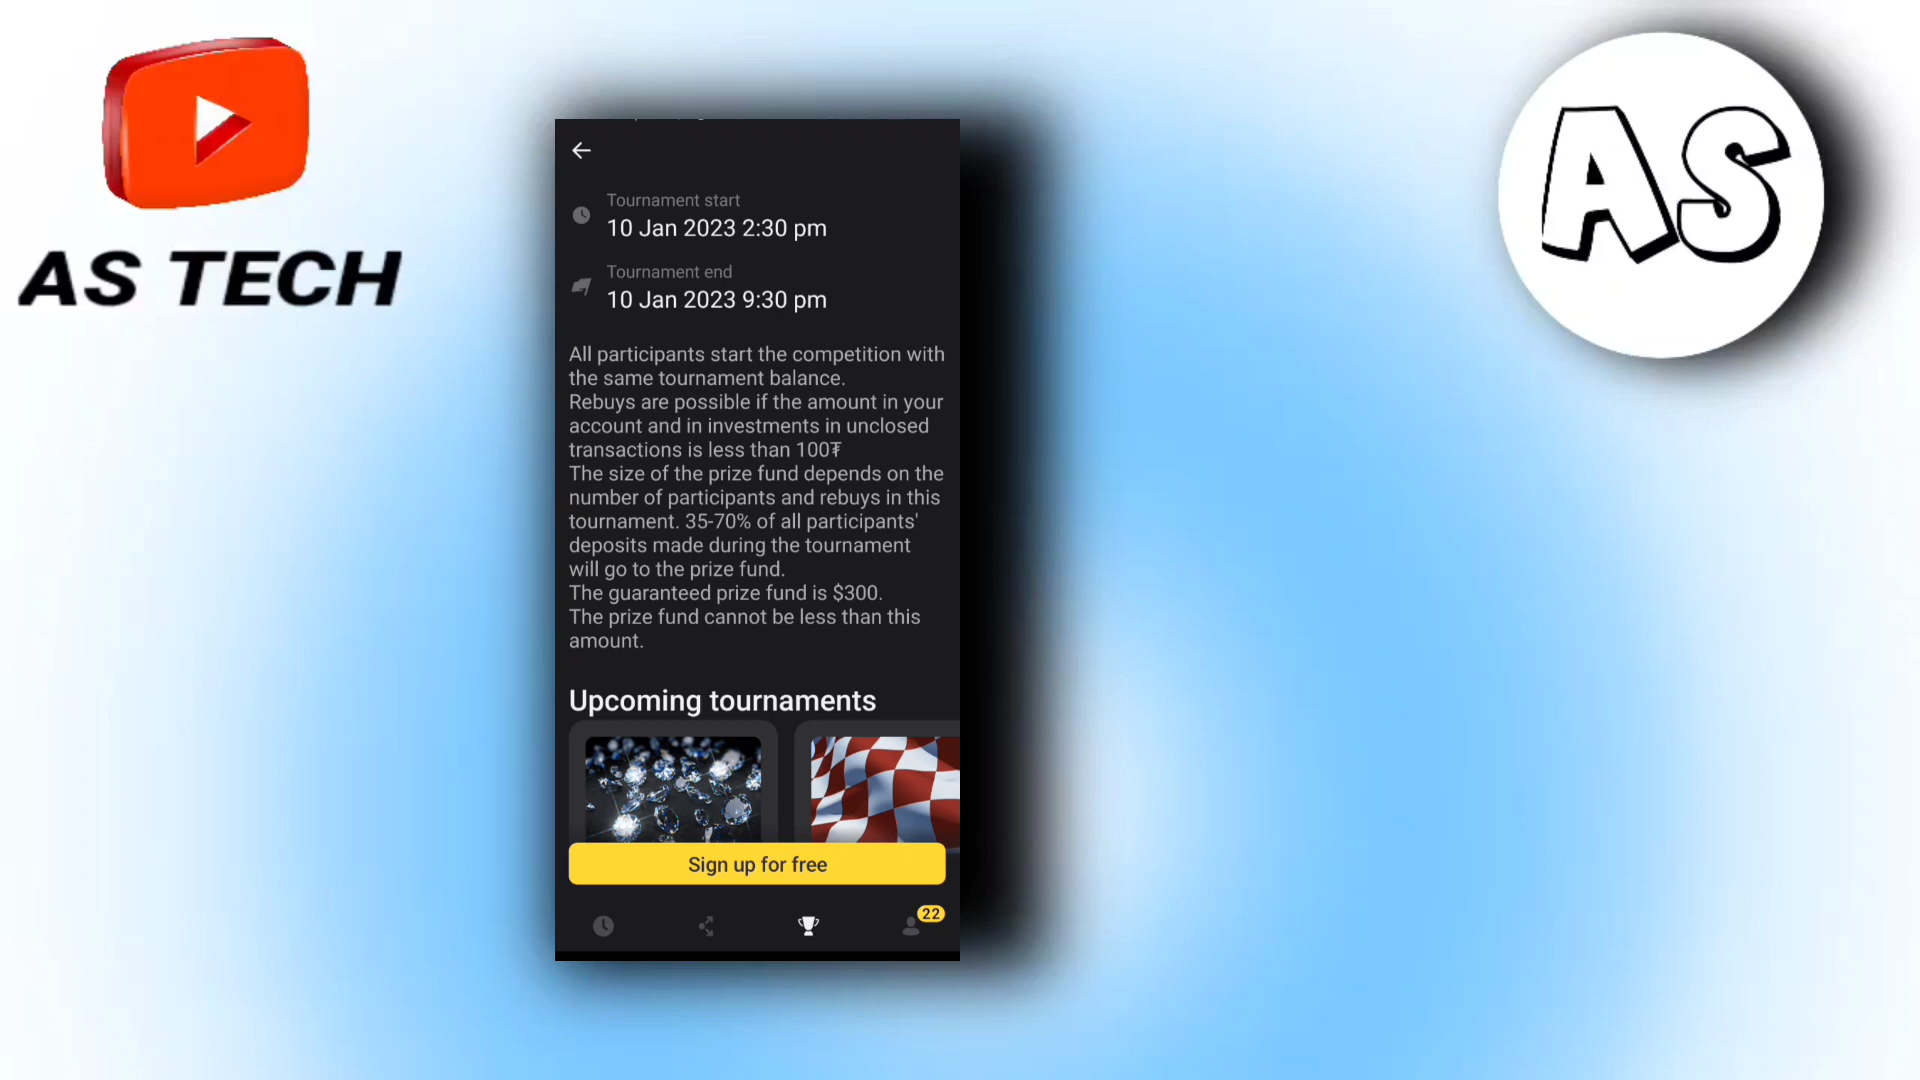 AS TECH
AS
Tournament start
10 Jan 2023 2:30 pm
Tournament end
10 Jan 2023 9:30 pm
All participants start the competition with
the same tournament balance.
Rebuys are possible if the amount in your
account and in investments in unclosed
transactions is less than 100₮
The size of the prize fund depends on the
number of participants and rebuys in this
tournament. 35-70% of all participants'
deposits made during the tournament
will go to the prize fund.
The guaranteed prize fund is $300.
The prize fund cannot be less than this
amount.
Upcoming tournaments
Sign up for free
22